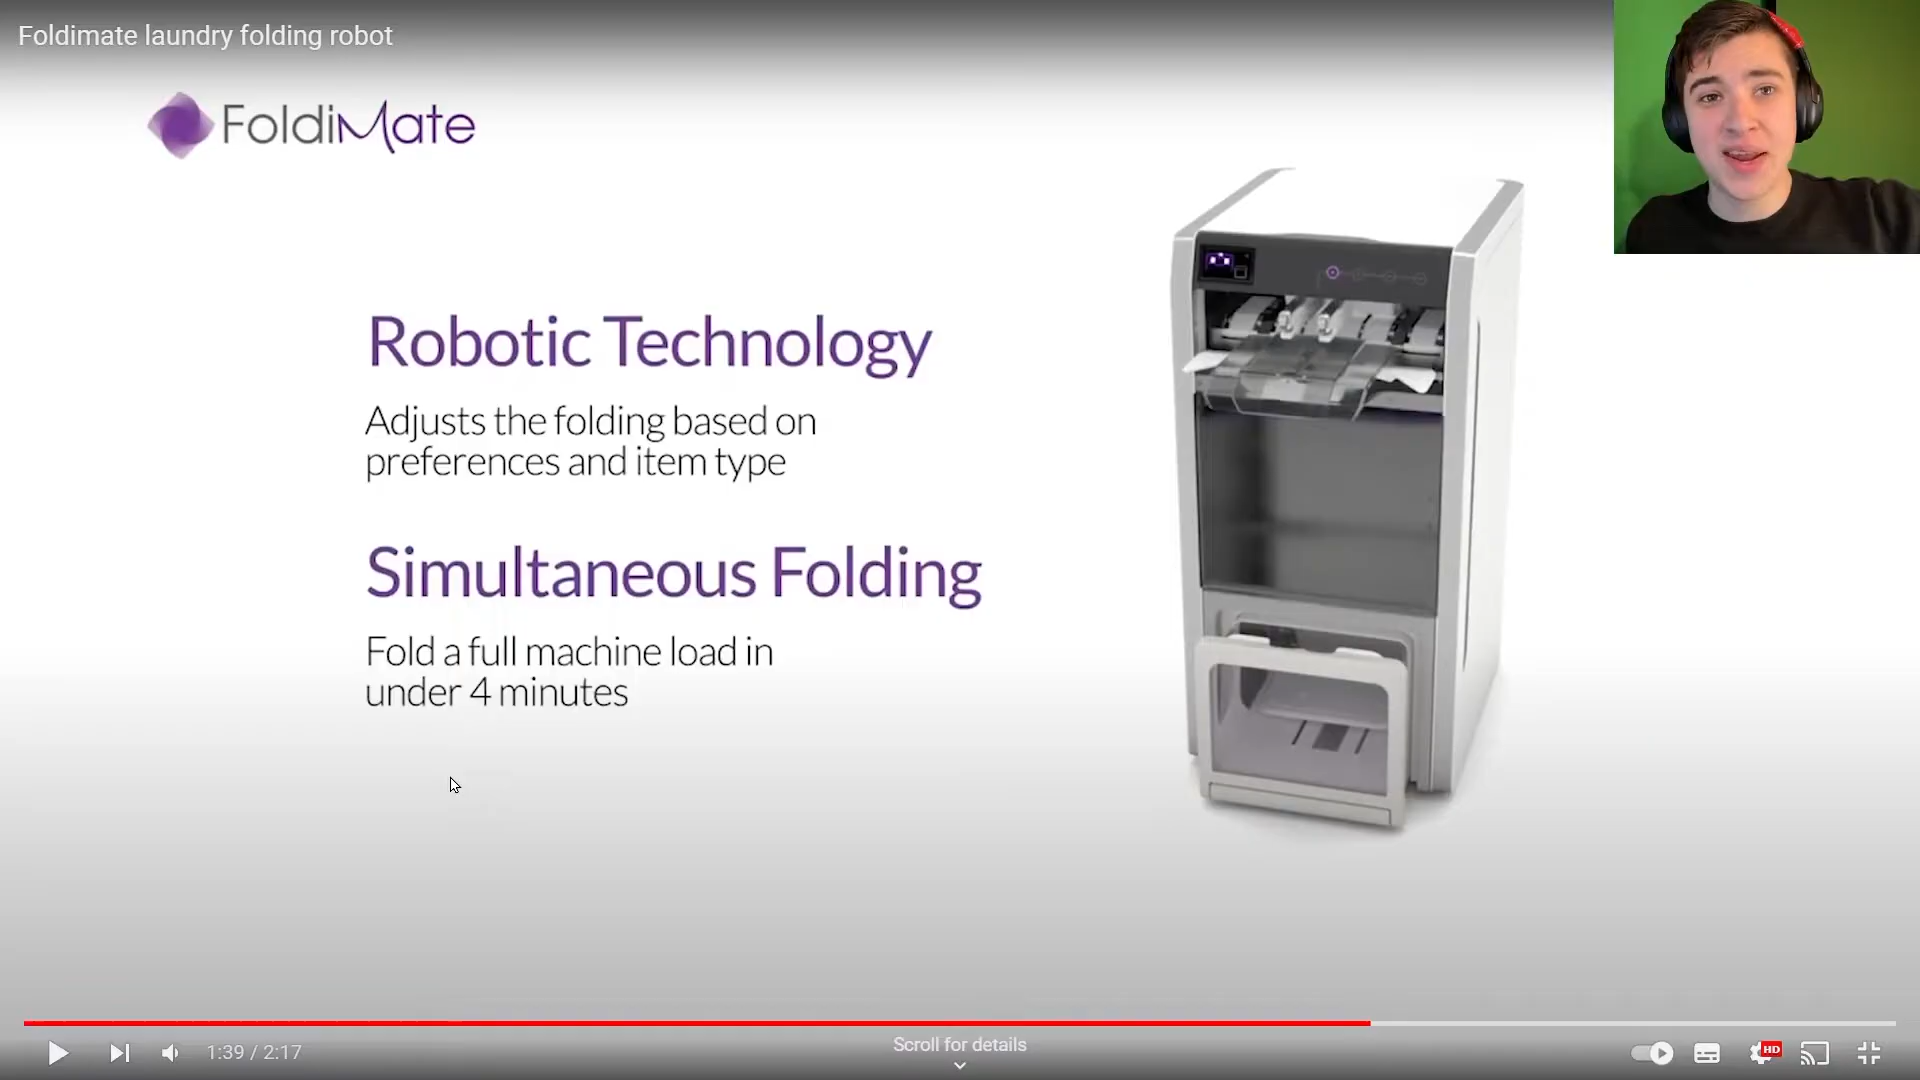 Foldimate laundry folding robot
FoldiMate
Robotic Technology
Adjusts the folding based on
preferences and item type
Simultaneous Folding
Fold a full machine load in
under 4 minutes
1:39 / 2:17
Scroll for details
HD